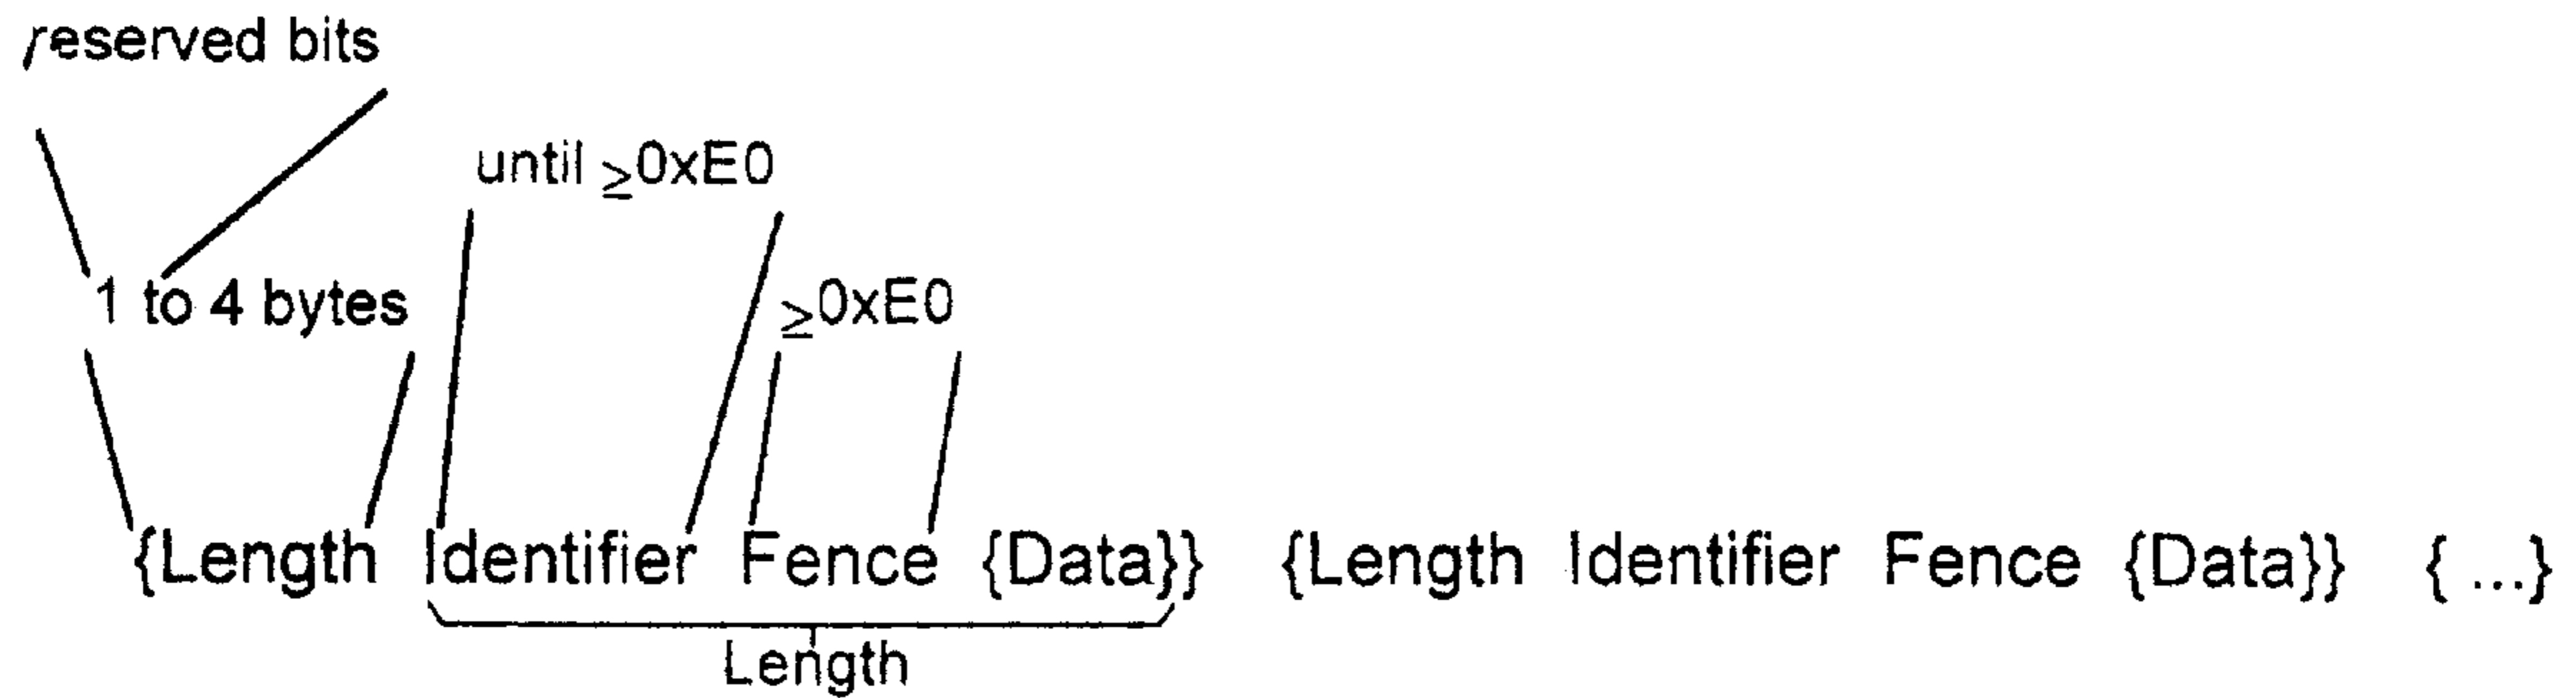 reserved bits
until ≥0xE0
1 to 4 bytes
≥0xE0
{Length Identifier Fence {Data}} {Length Identifier Fence {Data}} { ...}
Length